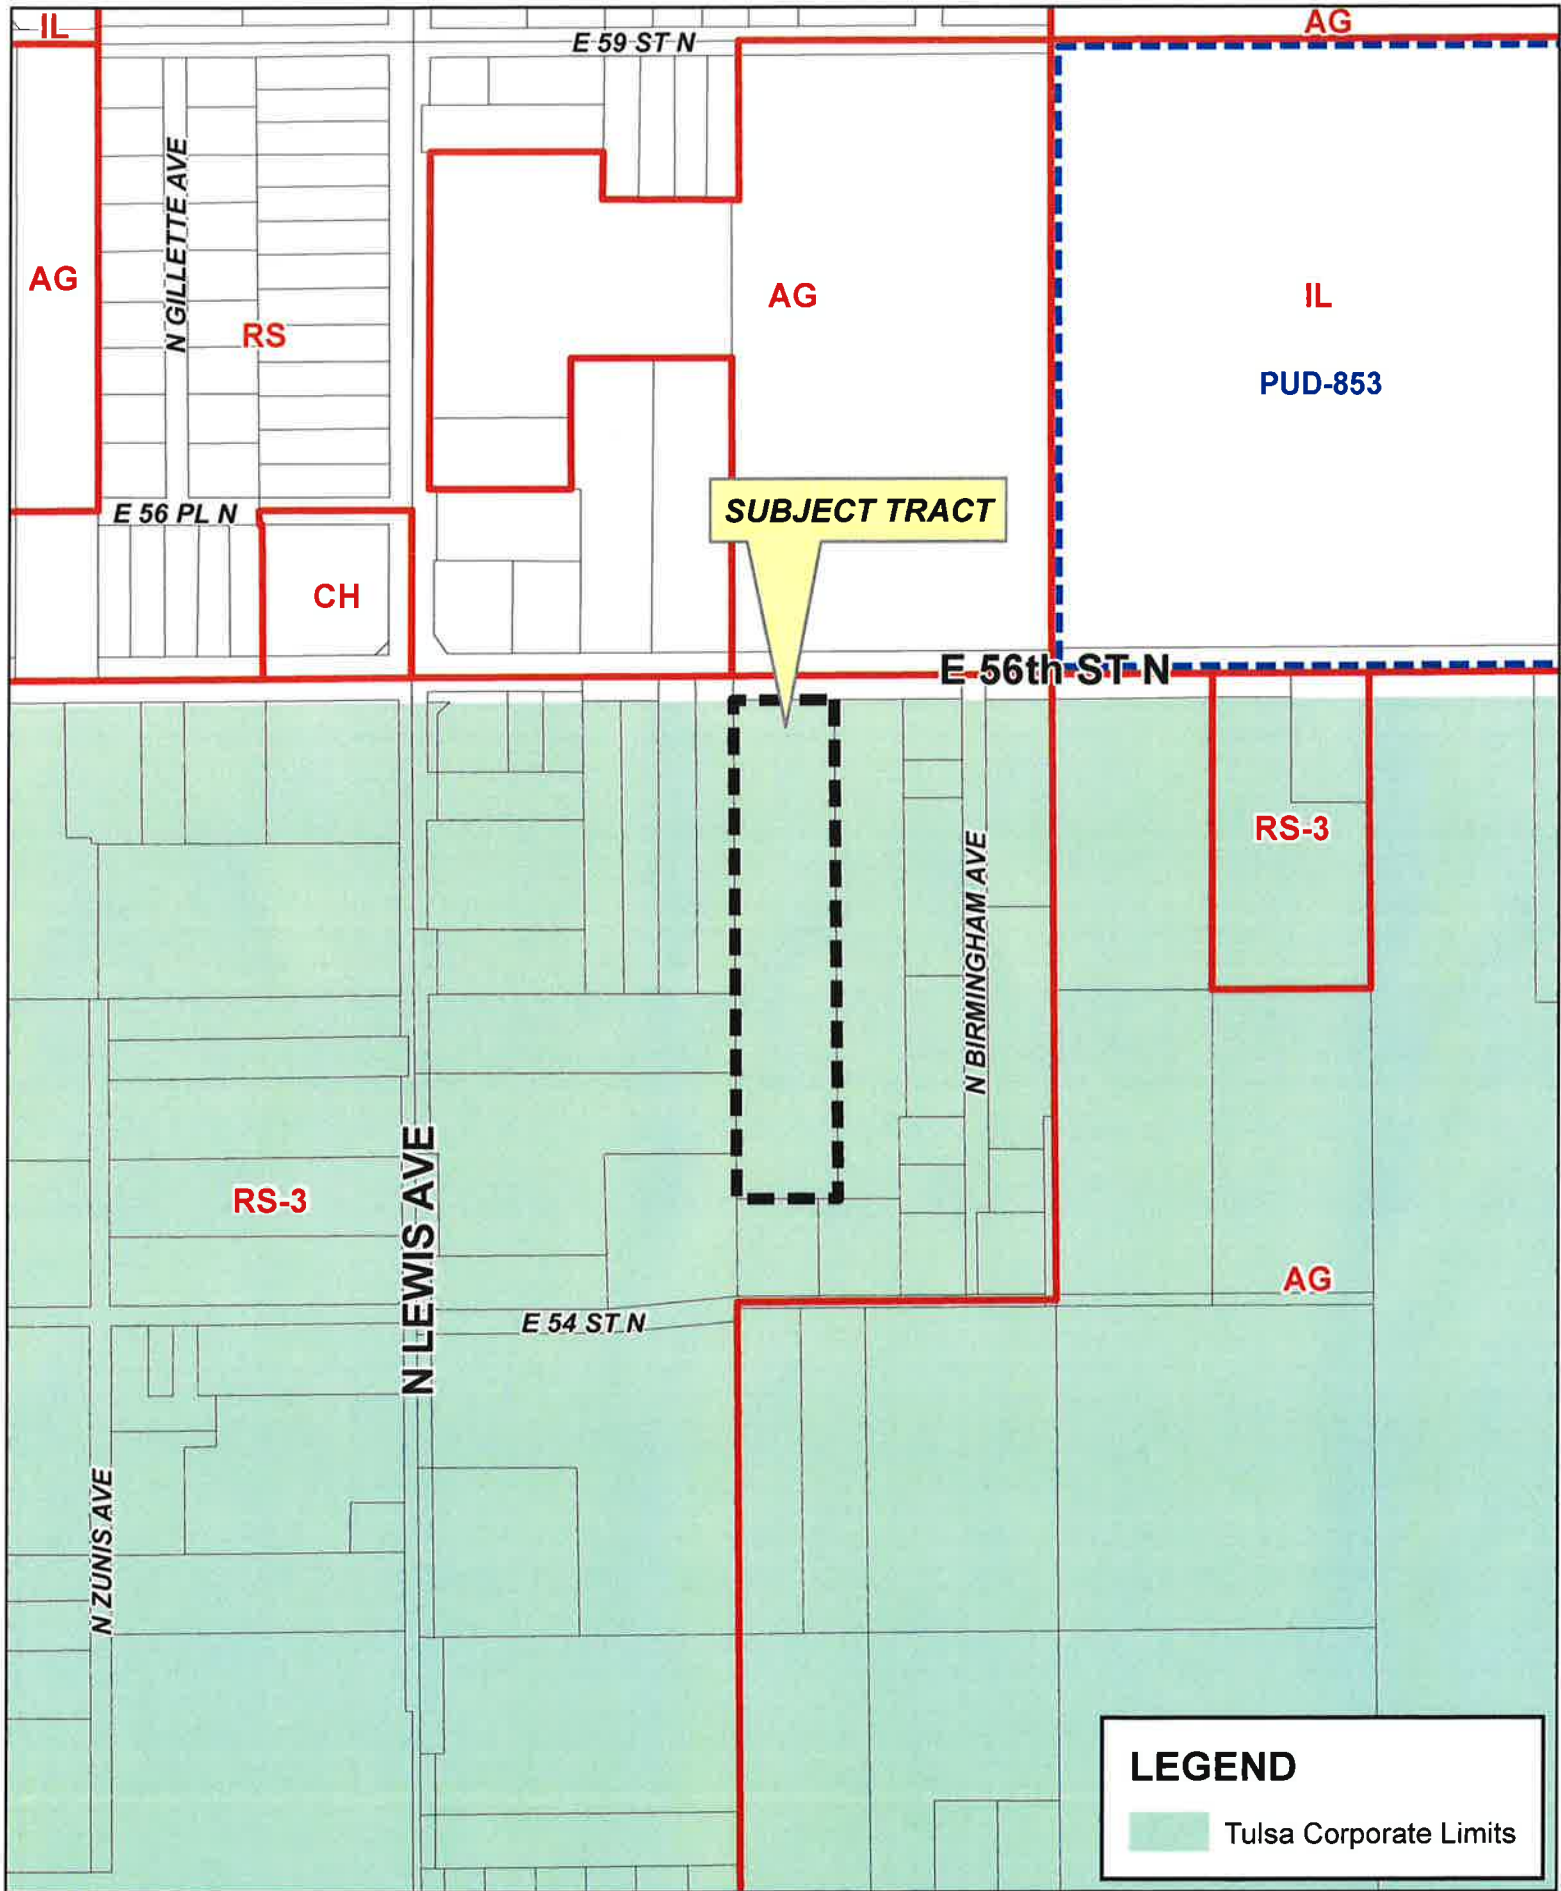 IL
E 59 ST N
AG
N GILLETTE AVE
AG
RS
AG
IL
PUD-853
SUBJECT TRACT
E 56 PL N
CH
E 56th ST N
RS-3
N BIRMINGHAM AVE
N LEWIS AVE
RS-3
AG
E 54 ST N
N ZUNIS AVE
LEGEND
Tulsa Corporate Limits